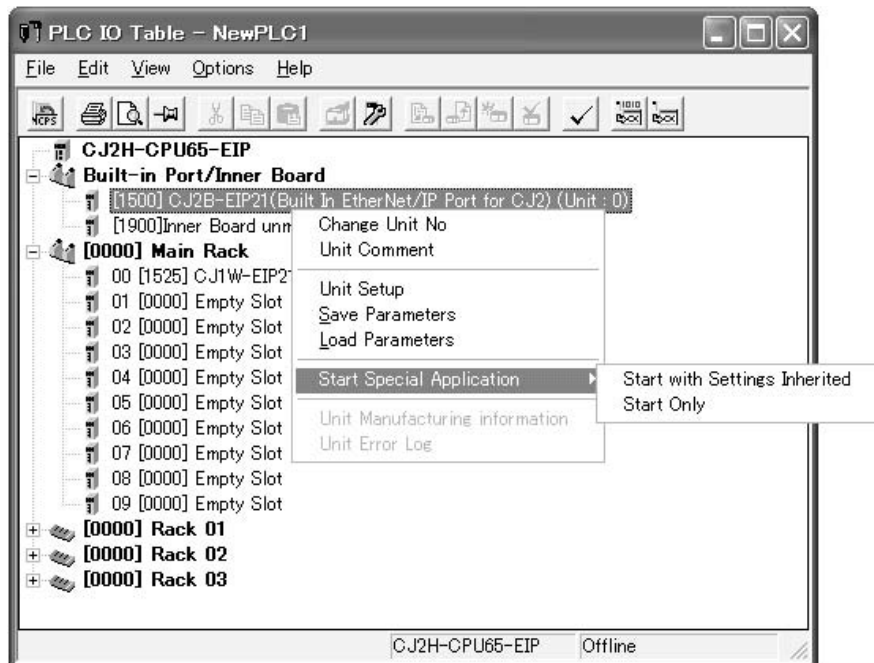 PLC IO Table - NewPLC1
File Edit View Options Help
CJ2H-CPU65-EIP
Built-in Port/Inner Board
[1500] CJ2B-EIP21(Built In EtherNet/IP Port for CJ2) (Unit : 0)
[1900]Inner Board
Change Unit No
[0000] Main Rack
Unit Comment
00 [1525] CJ1W-EIP21
Unit Setup
01 [0000] Empty Slot
Save Parameters
02 [0000] Empty Slot
Load Parameters
03 [0000] Empty Slot
04 [0000] Empty Slot
Start Special Application
Start with Settings Inherited
05 [0000] Empty Slot
Start Only
06 [0000] Empty Slot
Unit Manufacturing information
07 [0000] Empty Slot
Unit Error Log
08 [0000] Empty Slot
09 [0000] Empty Slot
[0000] Rack 01
[0000] Rack 02
[0000] Rack 03
CJ2H-CPU65-EIP Offline